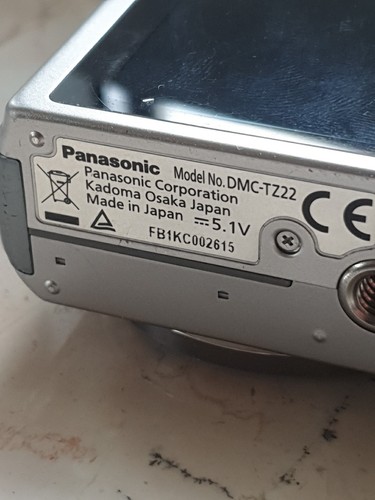 Panasonic Model No. DMC-TZ22
Panasonic Corporation
Kadoma Osaka Japan
Made in Japan ⎓5.1V
FB1KC002615
CE